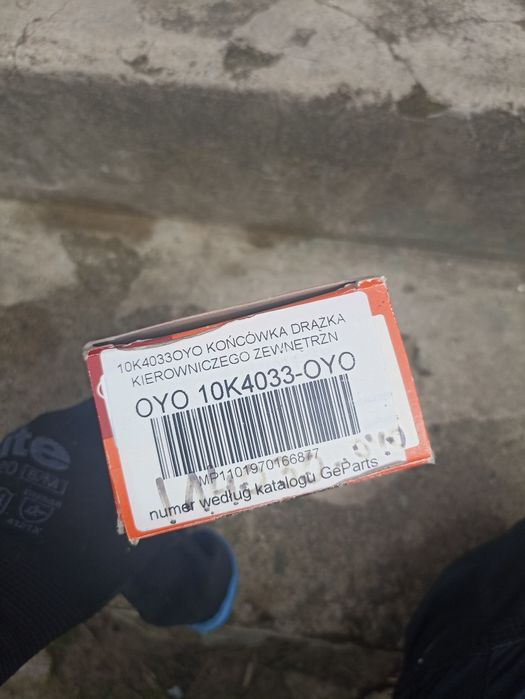 10K4033OYO KOŃCÓWKA DRĄŻKA
KIEROWNICZEGO ZEWNĘTRZN
OYO 10K4033-OYO
MP1101970166877
numer według katalogu GeParts